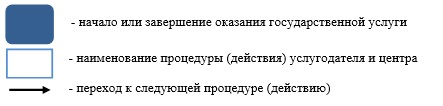 - начало или завершение оказания государственной услуги
- наименование процедуры (действия) услугодателя и центра
- переход к следующей процедуре (действию)